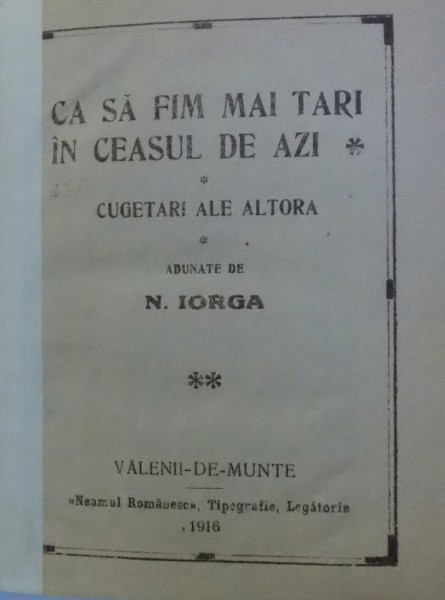 CA SĂ FIM MAI TARI
ÎN CEASUL DE AZI *
*
CUGETARI ALE ALTORA
*
ADUNATE DE
N. IORGA
**
VĂLENII-DE-MUNTE
«Neamul Românesc», Tipografie, Legătorie
1916